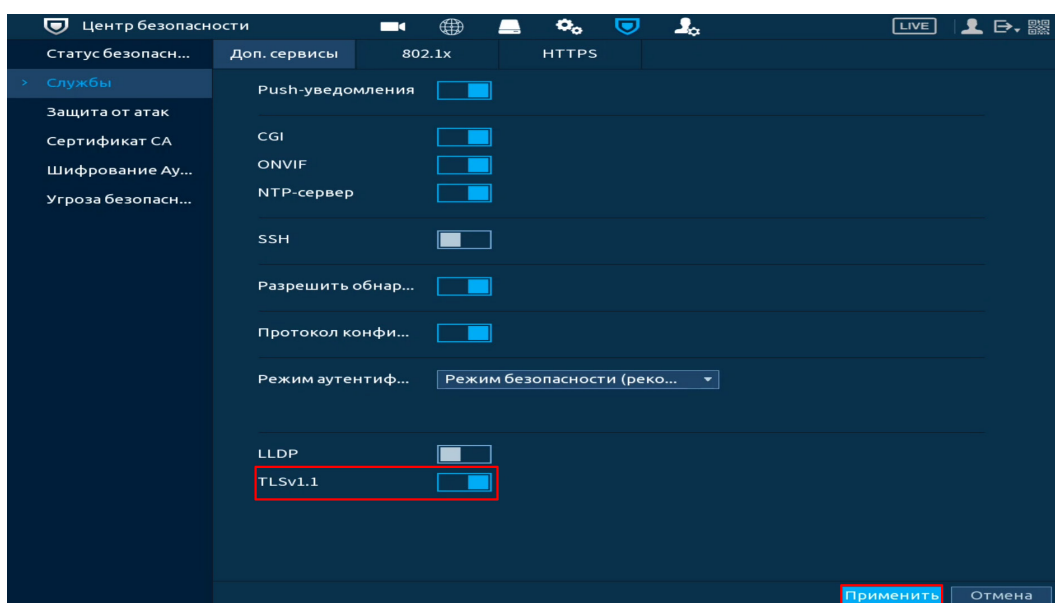 Центр безопасности
LIVE
Статус безопасн...
Службы
Защита от атак
Сертификат CA
Шифрование Ау...
Угроза безопасн...
Доп. сервисы 802.1x HTTPS
Push-уведомления
CGI
ONVIF
NTP-сервер
SSH
Разрешить обнар...
Протокол конфи...
Режим аутентиф... Режим безопасности (реко...
LLDP
TLSv1.1
Применить Отмена